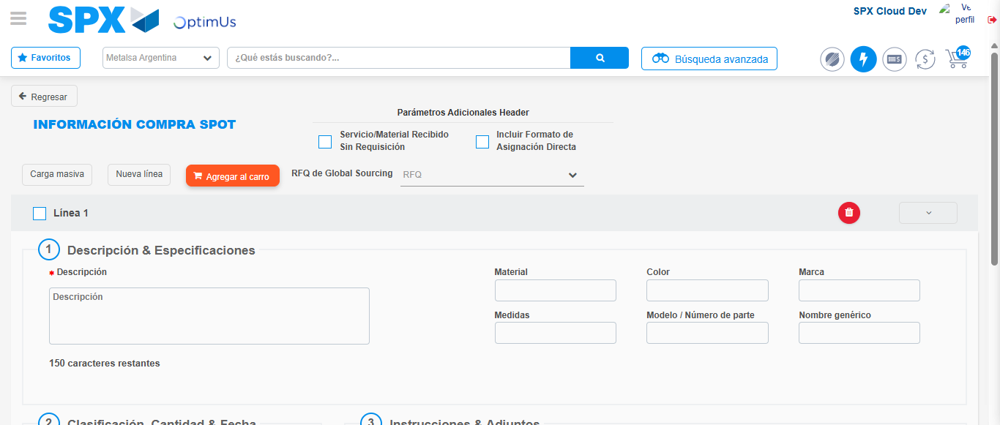 SPX
OptimUs
SPX Cloud Dev
Ve
perfil
Favoritos
Metalsa Argentina
¿Qué estás buscando?...
Búsqueda avanzada
146
Regresar
INFORMACIÓN COMPRA SPOT
Parámetros Adicionales Header
Servicio/Material Recibido
Sin Requisición
Incluir Formato de
Asignación Directa
Carga masiva
Nueva línea
Agregar al carro
RFQ de Global Sourcing
RFQ
Línea 1
1 Descripción & Especificaciones
* Descripción
Descripción
150 caracteres restantes
Material
Color
Marca
Medidas
Modelo / Número de parte
Nombre genérico
2 Clasificación, Cantidad & Fecha
3 Instrucciones & Adjuntos